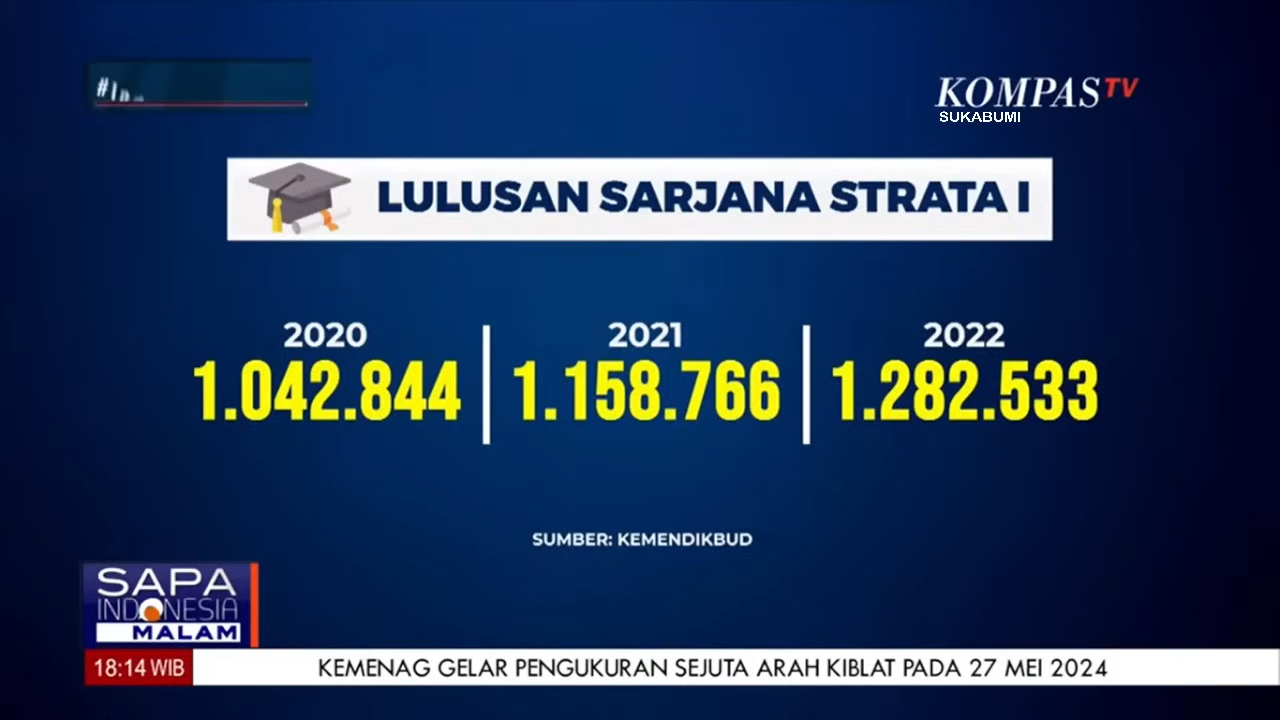 KOMPASTV
SUKABUMI
LULUSAN SARJANA STRATA I
2020
1.042.844
2021
1.158.766
2022
1.282.533
SUMBER: KEMENDIKBUD
SAPA
INDONESIA
MALAM
18:14 WIB
KEMENAG GELAR PENGUKURAN SEJUTA ARAH KIBLAT PADA 27 MEI 2024